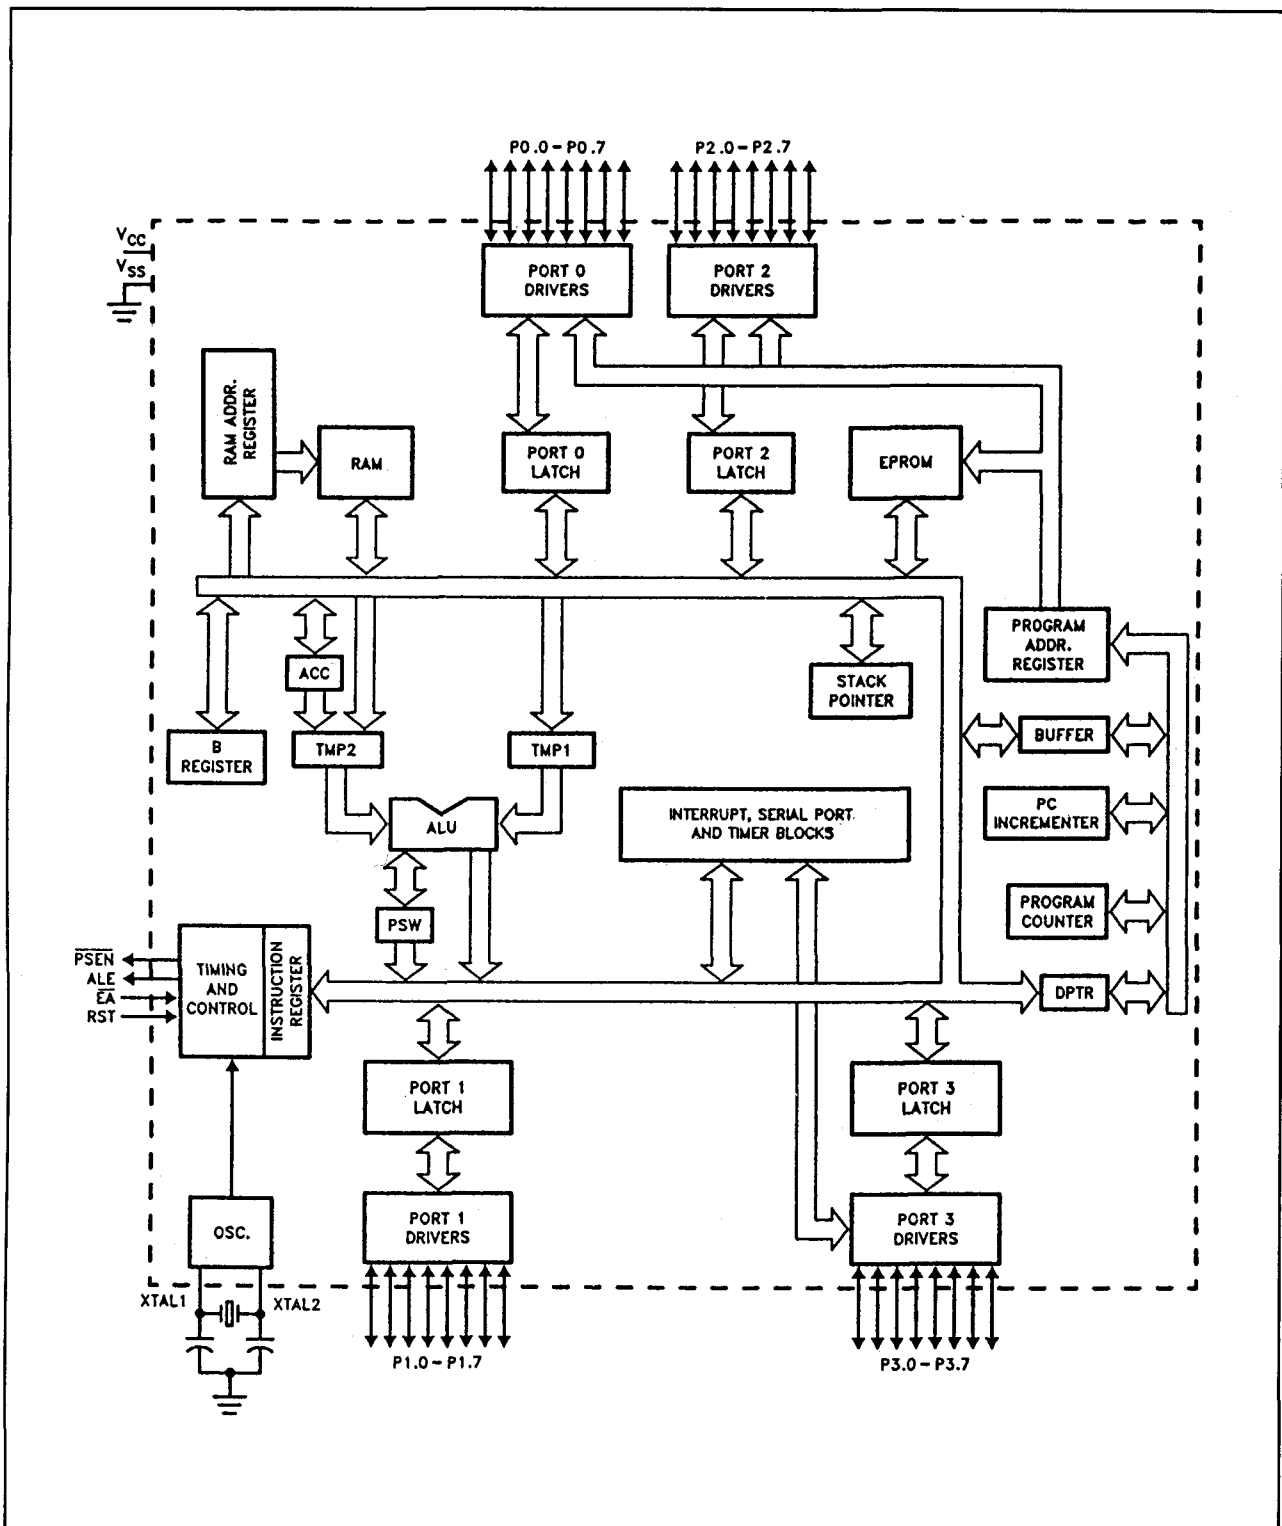 P0.0-P0.7
P2.0-P2.7
VCC
VSS
PORT 0
DRIVERS
PORT 2
DRIVERS
RAM ADDR.
REGISTER
RAM
PORT 0
LATCH
PORT 2
LATCH
EPROM
PROGRAM
ADDR.
REGISTER
ACC
STACK
POINTER
B
REGISTER
TMP2
TMP1
BUFFER
ALU
INTERRUPT, SERIAL PORT
AND TIMER BLOCKS
PC
INCREMENTER
PSW
PROGRAM
COUNTER
PSEN
ALE
EA
RST
TIMING
AND
CONTROL
INSTRUCTION
REGISTER
DPTR
PORT 1
LATCH
PORT 3
LATCH
OSC.
PORT 1
DRIVERS
PORT 3
DRIVERS
XTAL1
XTAL2
P1.0-P1.7
P3.0-P3.7